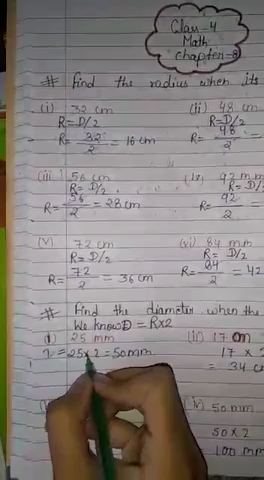 Class-4
Math
chapter-8
# Find the radius when its
(i) 32 cm
R=D/2
R= 32/2 = 16 cm
(ii) 48 cm
R=D/2
R= 48/2 =
(iii) 56 cm
R=D/2
R= 56/2 = 28 cm
(iv) 92 mm
R=D/
R= 92/2 =
(v) 72 cm
R=D/2
R= 72/2 = 36 cm
(vi) 84 mm
R=D/2
R= 84/2 = 42
# Find the diameter when the
We know D = R×2
(i) 25 mm
= 25×2 = 50mm
(ii) 17 cm
17 ×
= 34 c
50 mm
50×2
100 mm